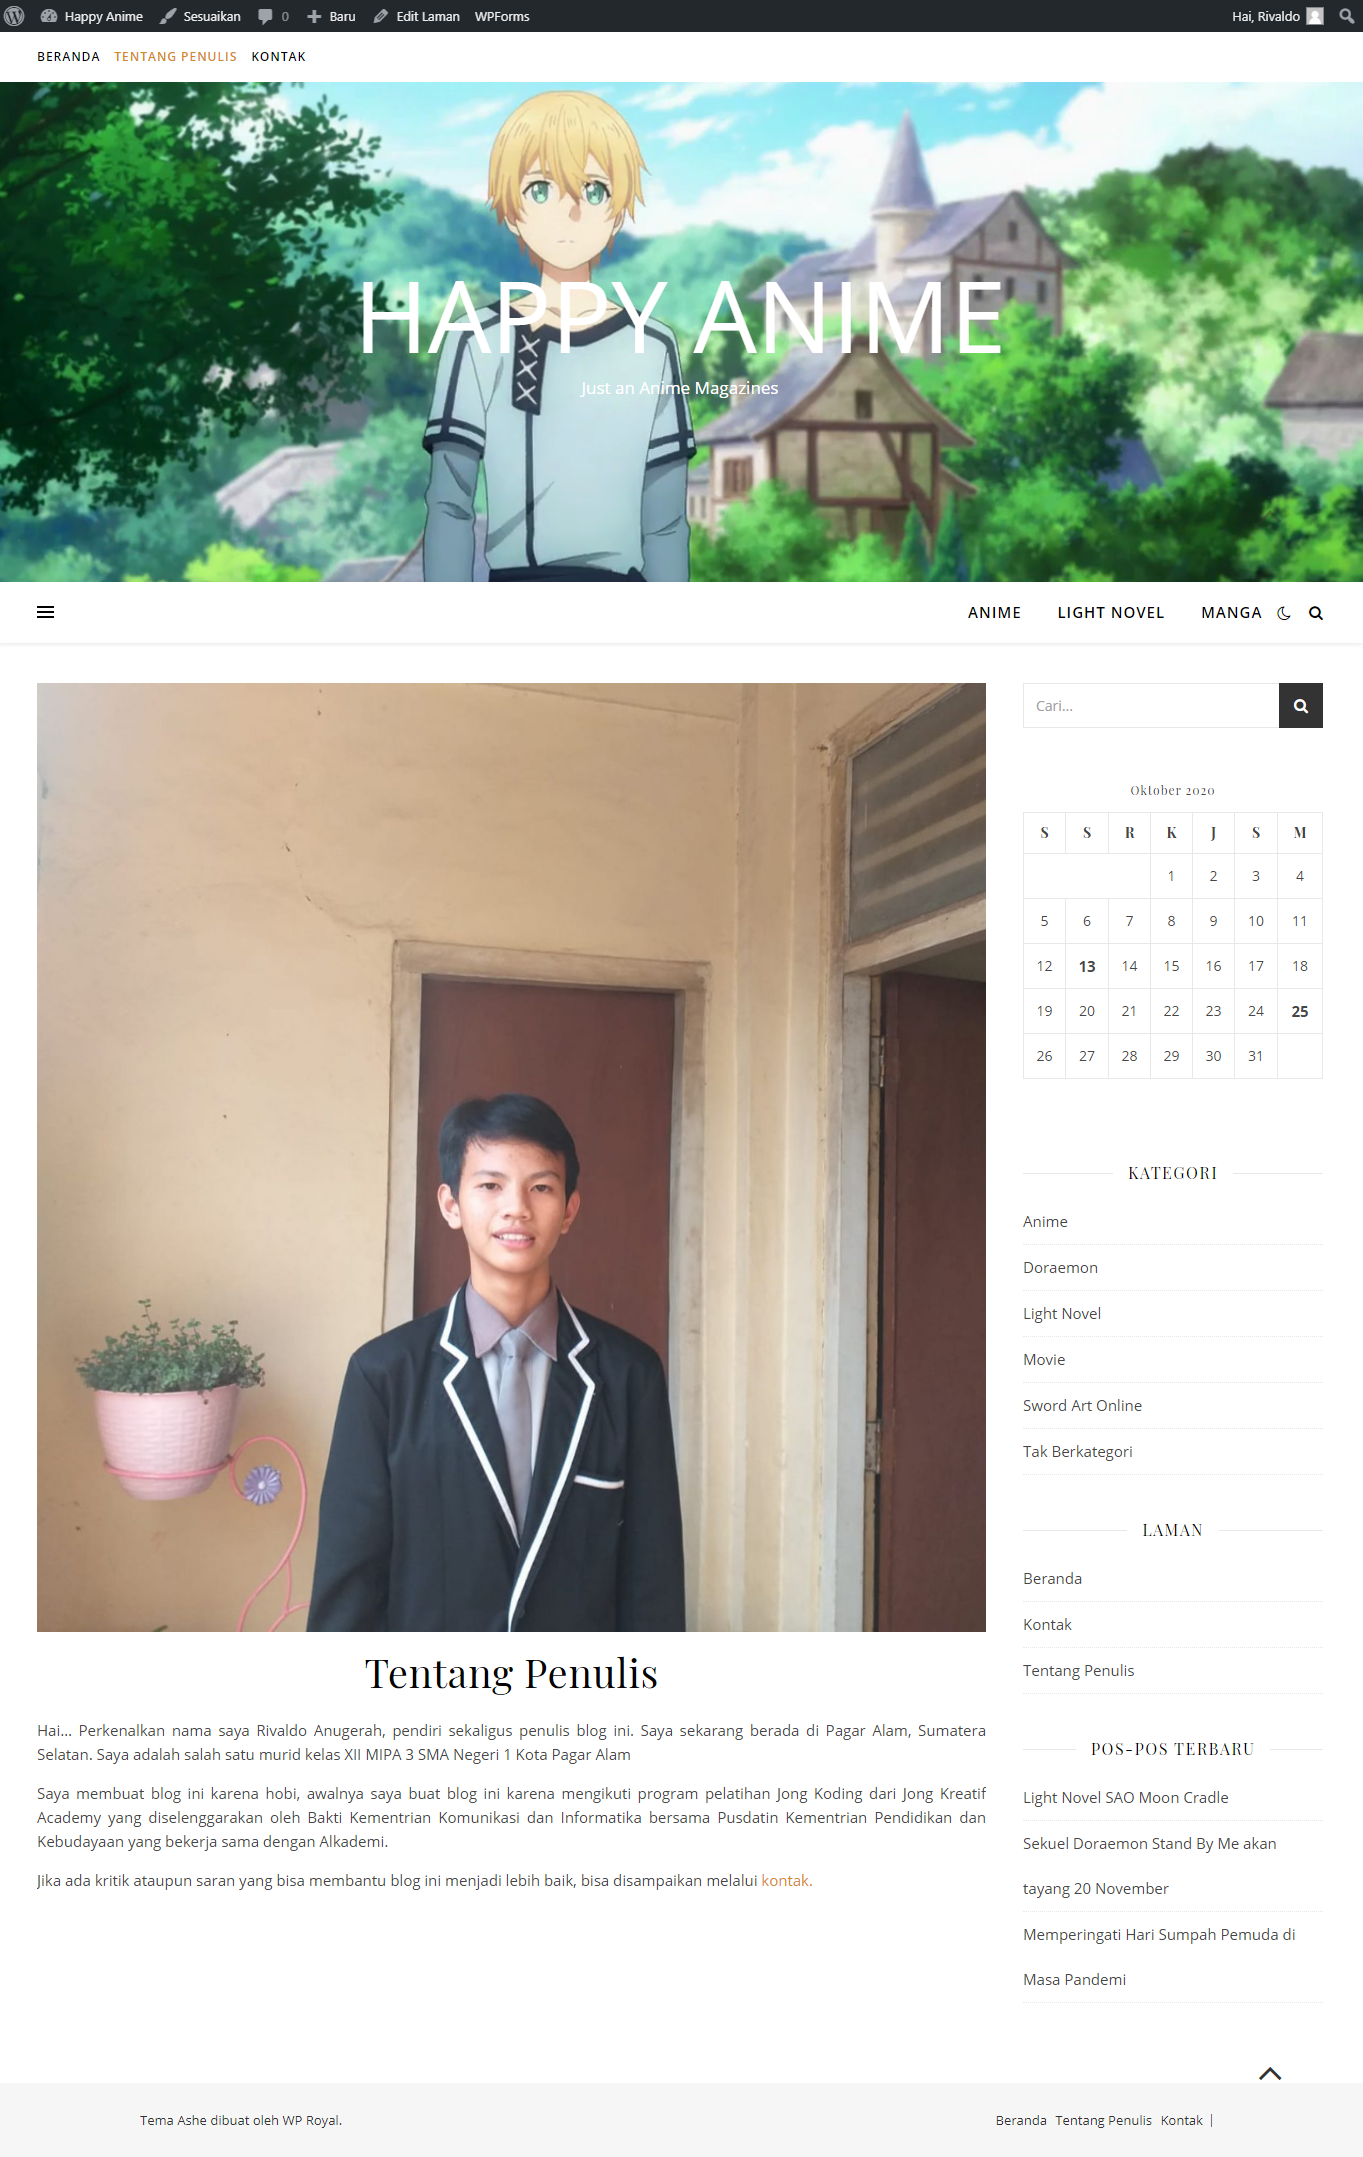 Happy Anime Sesuaikan 0 Baru Edit Laman WPForms Hai, Rivaldo
BERANDA TENTANG PENULIS KONTAK
HAPPY ANIME
Just an Anime Magazines
ANIME LIGHT NOVEL MANGA
Cari...
Oktober 2020
S S R K J S M
1 2 3 4
5 6 7 8 9 10 11
12 13 14 15 16 17 18
19 20 21 22 23 24 25
26 27 28 29 30 31
KATEGORI
Anime
Doraemon
Light Novel
Movie
Sword Art Online
Tak Berkategori
LAMAN
Beranda
Kontak
Tentang Penulis
POS-POS TERBARU
Light Novel SAO Moon Cradle
Sekuel Doraemon Stand By Me akan
tayang 20 November
Memperingati Hari Sumpah Pemuda di
Masa Pandemi
Tentang Penulis
Hai... Perkenalkan nama saya Rivaldo Anugerah, pendiri sekaligus penulis blog ini. Saya sekarang berada di Pagar Alam, Sumatera
Selatan. Saya adalah salah satu murid kelas XII MIPA 3 SMA Negeri 1 Kota Pagar Alam
Saya membuat blog ini karena hobi, awalnya saya buat blog ini karena mengikuti program pelatihan Jong Koding dari Jong Kreatif
Academy yang diselenggarakan oleh Bakti Kementrian Komunikasi dan Informatika bersama Pusdatin Kementrian Pendidikan dan
Kebudayaan yang bekerja sama dengan Alkademi.
Jika ada kritik ataupun saran yang bisa membantu blog ini menjadi lebih baik, bisa disampaikan melalui kontak.
Tema Ashe dibuat oleh WP Royal.
Beranda Tentang Penulis Kontak |